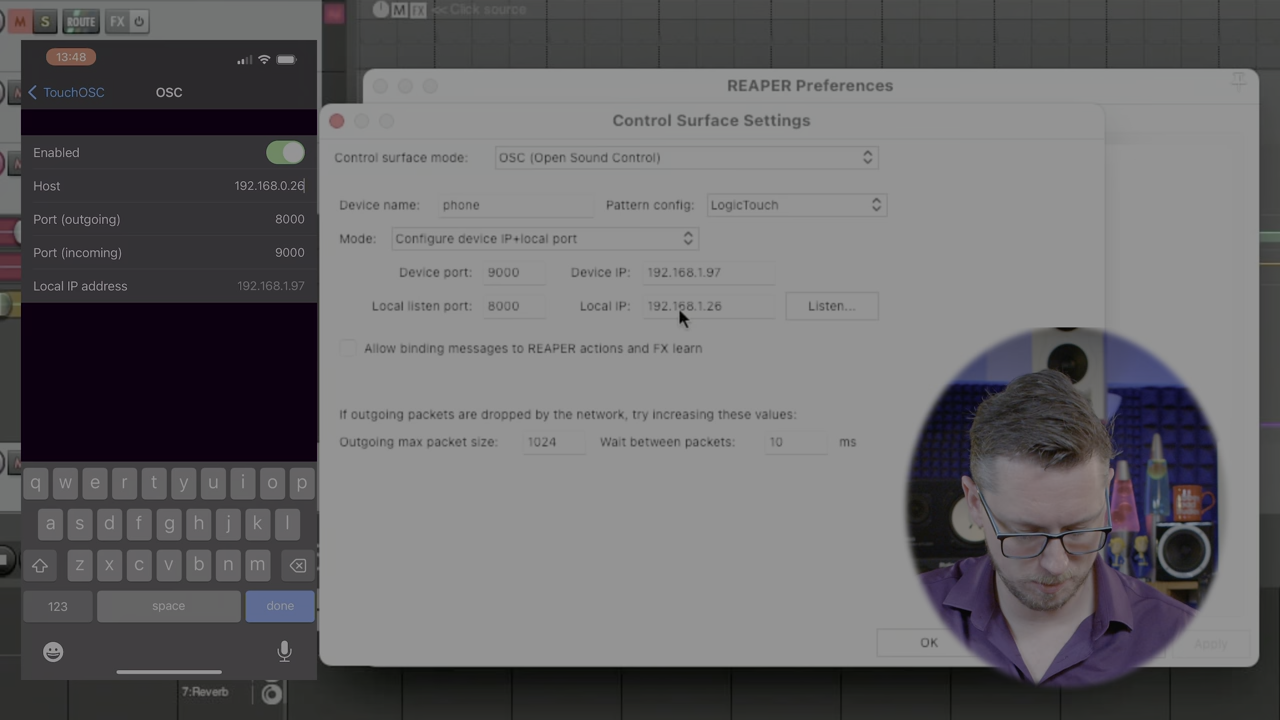 M S ROUTE FX
M FX <<Click source
13:48
TouchOSC OSC
Enabled
Host 192.168.0.26
Port (outgoing) 8000
Port (incoming) 9000
Local IP address 192.168.1.97
q w e r t y u i o p
a s d f g h j k l
z x c v b n m
123 space done
REAPER Preferences
Control Surface Settings
Control surface mode: OSC (Open Sound Control)
Device name: phone Pattern config: LogicTouch
Mode: Configure device IP+local port
Device port: 9000 Device IP: 192.168.1.97
Local listen port: 8000 Local IP: 192.168.1.26 Listen...
Allow binding messages to REAPER actions and FX learn
If outgoing packets are dropped by the network, try increasing these values:
Outgoing max packet size: 1024 Wait between packets: 10 ms
OK
Apply
7:Reverb